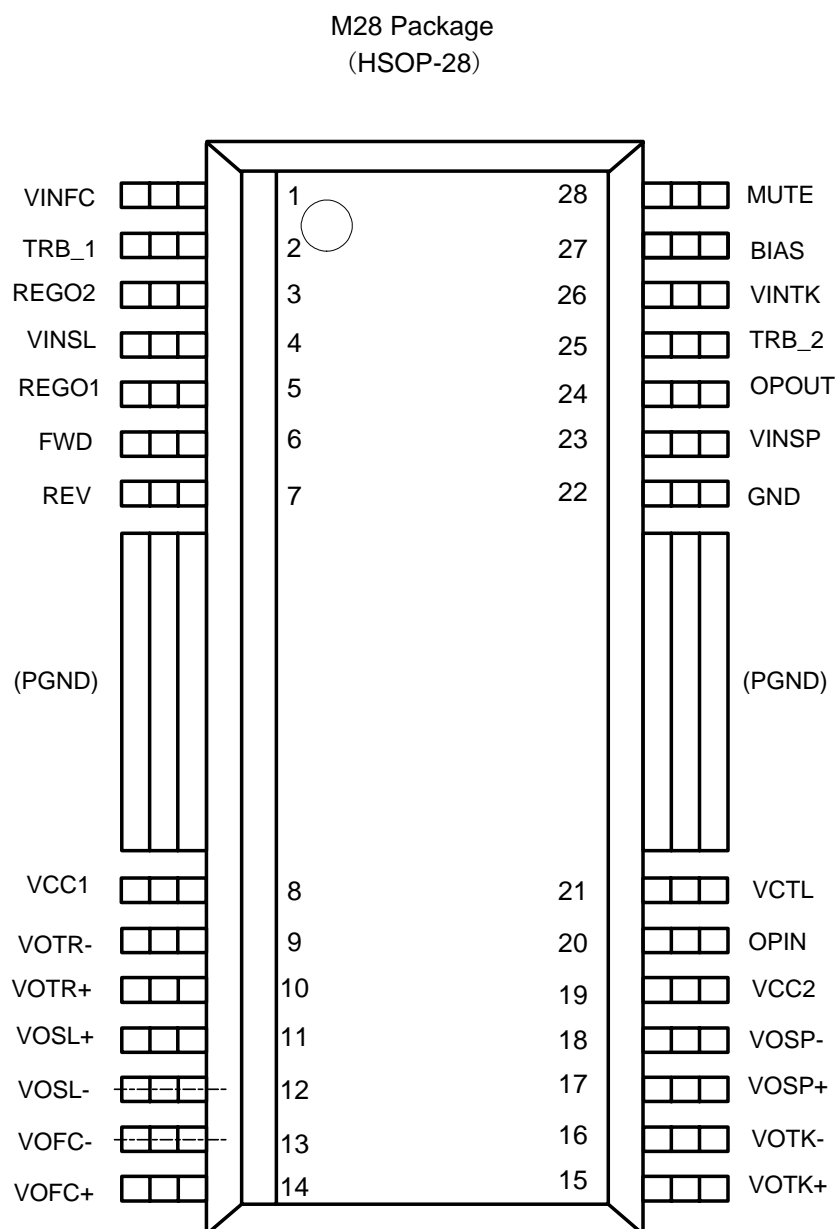 M28 Package
（HSOP-28）
VINFC 1 28 MUTE
TRB_1 2 27 BIAS
REGO2 3 26 VINTK
VINSL 4 25 TRB_2
REGO1 5 24 OPOUT
FWD 6 23 VINSP
REV 7 22 GND
(PGND) (PGND)
VCC1 8 21 VCTL
VOTR- 9 20 OPIN
VOTR+ 10 19 VCC2
VOSL+ 11 18 VOSP-
VOSL- 12 17 VOSP+
VOFC- 13 16 VOTK-
VOFC+ 14 15 VOTK+